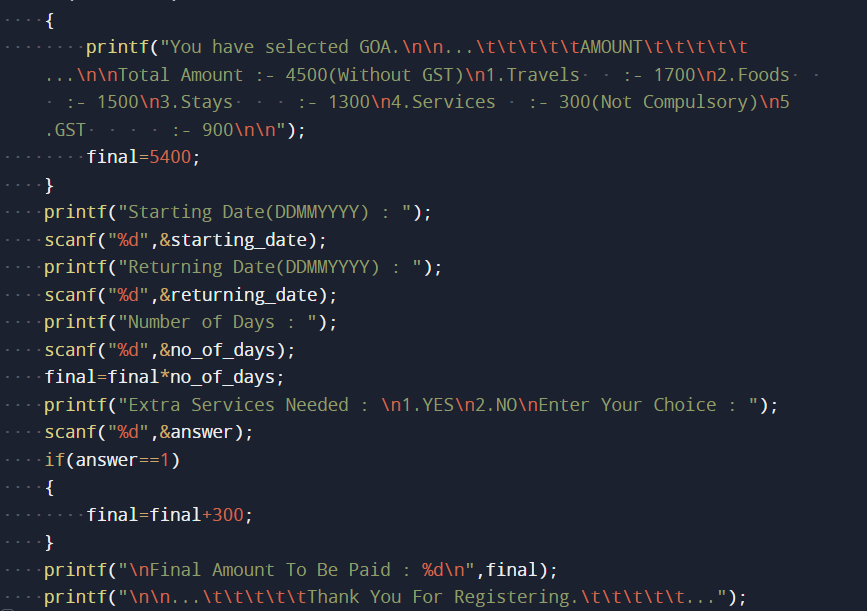 {
printf("You have selected GOA.\n\n...\t\t\t\t\tAMOUNT\t\t\t\t\t
...\n\nTotal Amount :- 4500(Without GST)\n1.Travels    :- 1700\n2.Foods
:- 1500\n3.Stays      :- 1300\n4.Services   :- 300(Not Compulsory)\n5
.GST        :- 900\n\n");
final=5400;
}
printf("Starting Date(DDMMYYYY) : ");
scanf("%d",&starting_date);
printf("Returning Date(DDMMYYYY) : ");
scanf("%d",&returning_date);
printf("Number of Days : ");
scanf("%d",&no_of_days);
final=final*no_of_days;
printf("Extra Services Needed : \n1.YES\n2.NO\nEnter Your Choice : ");
scanf("%d",&answer);
if(answer==1)
{
final=final+300;
}
printf("\nFinal Amount To Be Paid : %d\n",final);
printf("\n\n...\t\t\t\t\tThank You For Registering.\t\t\t\t\t...");